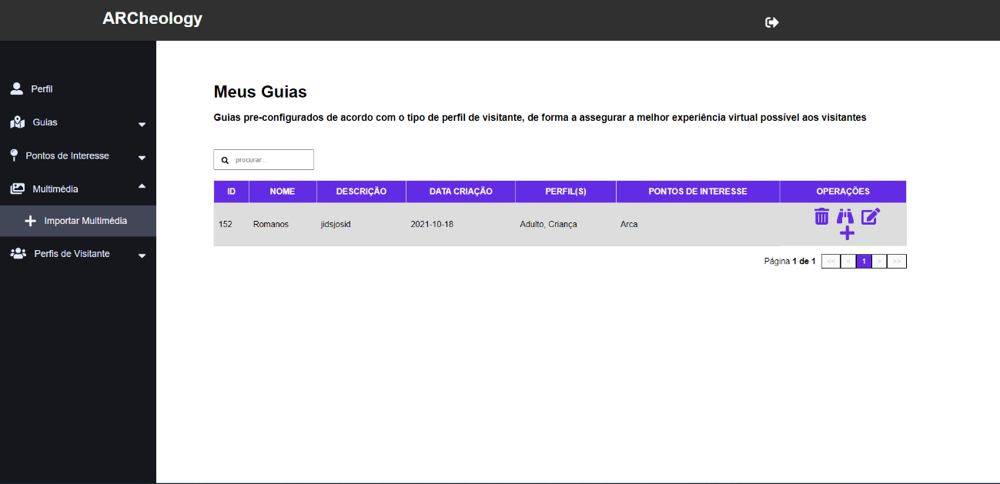 ARCheology
Perfil
Guias
Pontos de Interesse
Multimédia
Importar Multimédia
Perfis de Visitante
Meus Guias
Guias pre-configurados de acordo com o tipo de perfil de visitante, de forma a assegurar a melhor experiência virtual possível aos visitantes
procurar...
ID NOME DESCRIÇÃO DATA CRIAÇÃO PERFIL(S) PONTOS DE INTERESSE OPERAÇÕES
152 Romanos jidsjosid 2021-10-18 Adulto, Criança Arca
Página 1 de 1 << < 1 > >>